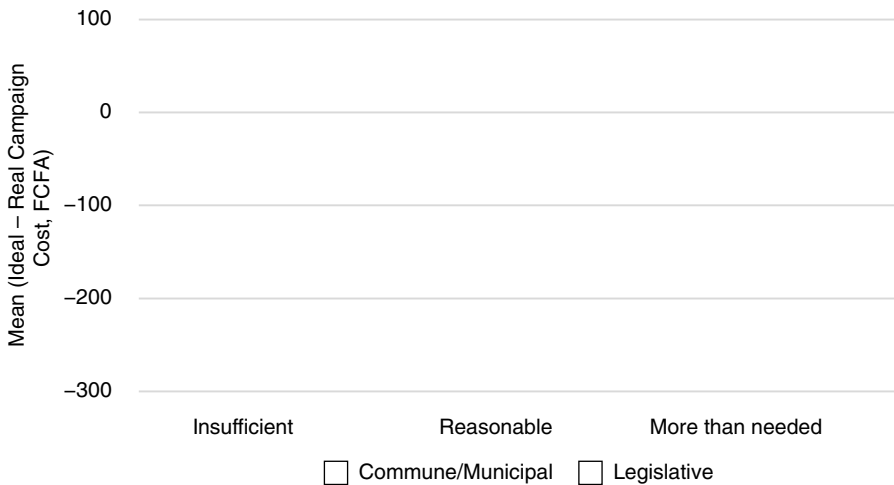 Mean (Ideal – Real Campaign
Cost, FCFA)
100
0
–100
–200
–300
Insufficient Reasonable More than needed
Commune/Municipal Legislative